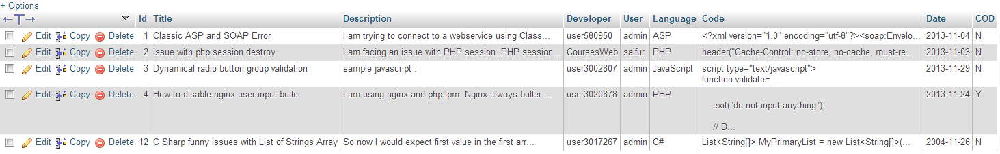 + Options
←T→ Id Title Description Developer User Language Code Date COD
Edit Copy Delete 1 Classic ASP and SOAP Error I am trying to connect to a webservice using Class... user580950 admin ASP <?xml version="1.0" encoding="utf-8"?><soap:Envelo... 2013-11-04 N
Edit Copy Delete 2 issue with php session destroy I am facing an issue with PHP session. PHP session... CoursesWeb saifur PHP header("Cache-Control: no-store, no-cache, must-re... 2013-11-03 N
Edit Copy Delete 3 Dynamical radio button group validation sample javascript : user3002807 admin JavaScript script type="text/javascript"> 2013-11-29 N
function validateF...
Edit Copy Delete 4 How to disable nginx user input buffer I am using nginx and php-fpm. Nginx always buffer ... user3020878 admin PHP 2013-11-24 Y
exit("do not input anything");
// D...
Edit Copy Delete 12 C Sharp funny issues with List of Strings Array So now I would expect first value in the first arr... user3017267 admin C# List<String[]> MyPrimaryList = new List<String[]>(... 2004-11-26 N